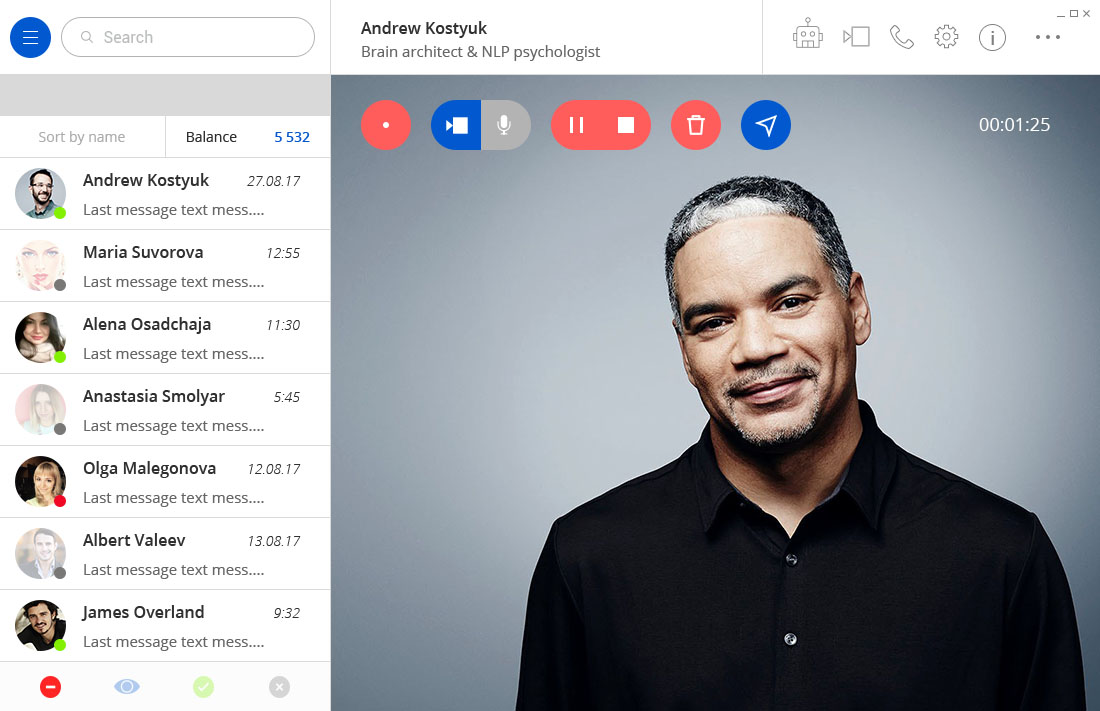 Search
Andrew Kostyuk
Brain architect & NLP psychologist
Sort by name
Balance 5 532
00:01:25
Andrew Kostyuk 27.08.17
Last message text mess....
Maria Suvorova 12:55
Last message text mess....
Alena Osadchaja 11:30
Last message text mess....
Anastasia Smolyar 5:45
Last message text mess....
Olga Malegonova 12.08.17
Last message text mess....
Albert Valeev 13.08.17
Last message text mess....
James Overland 9:32
Last message text mess....